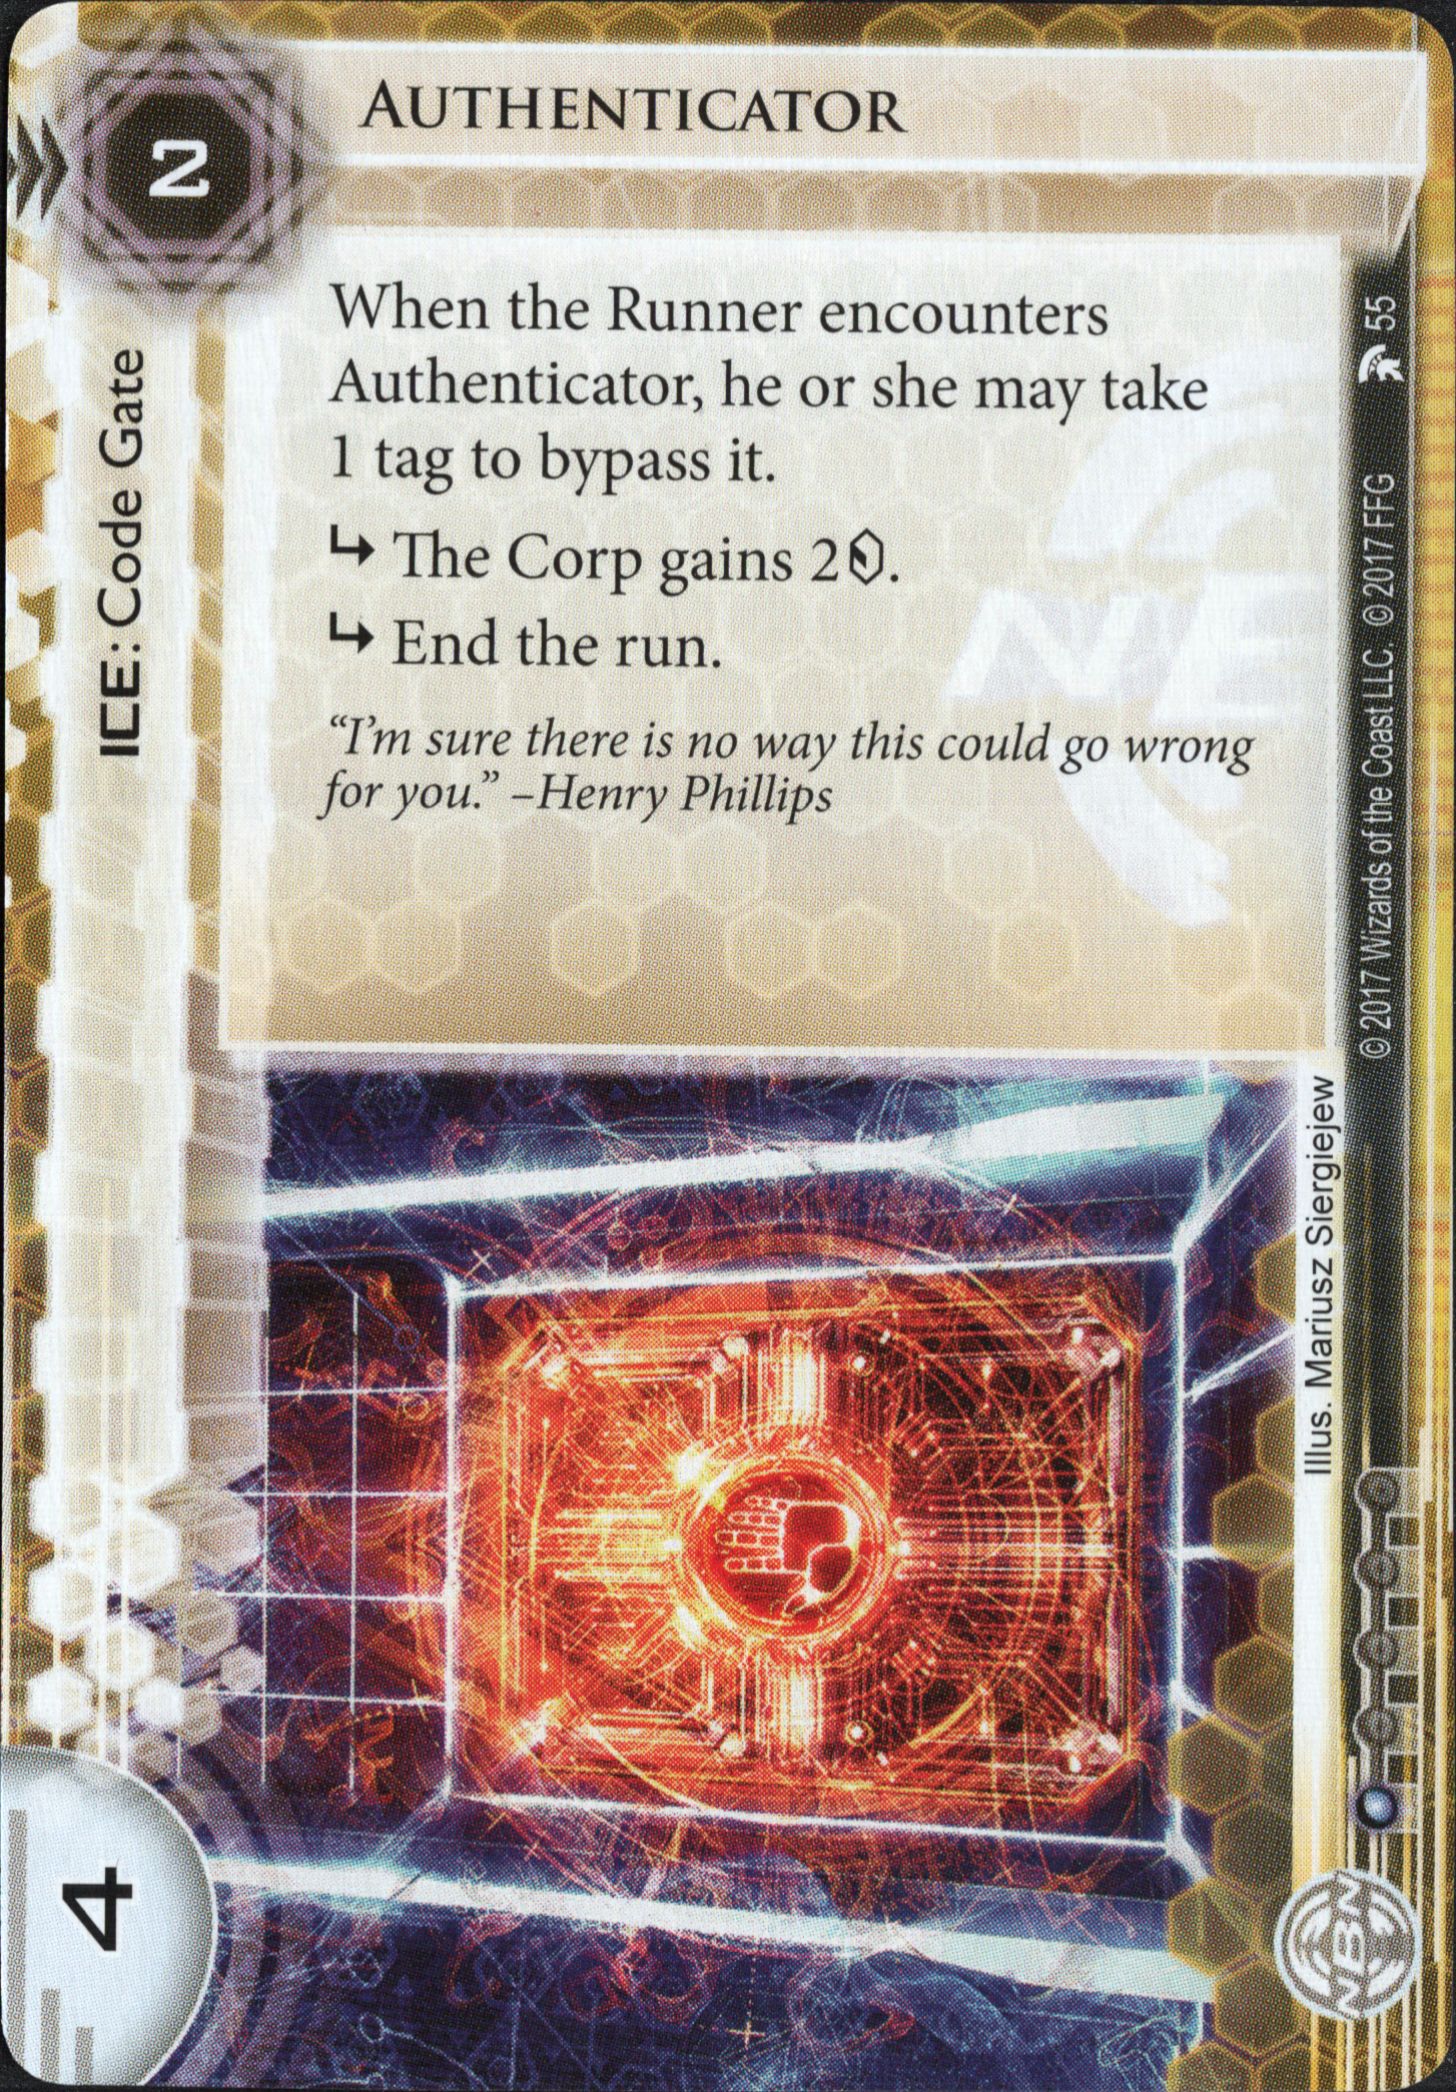 2
AUTHENTICATOR
ICE: Code Gate
When the Runner encounters
Authenticator, he or she may take
1 tag to bypass it.
The Corp gains 2.
End the run.
“I’m sure there is no way this could go wrong
for you.” –Henry Phillips
55
© 2017 Wizards of the Coast LLC. © 2017 FFG
Illus. Mariusz Siergiejew
4
NBN